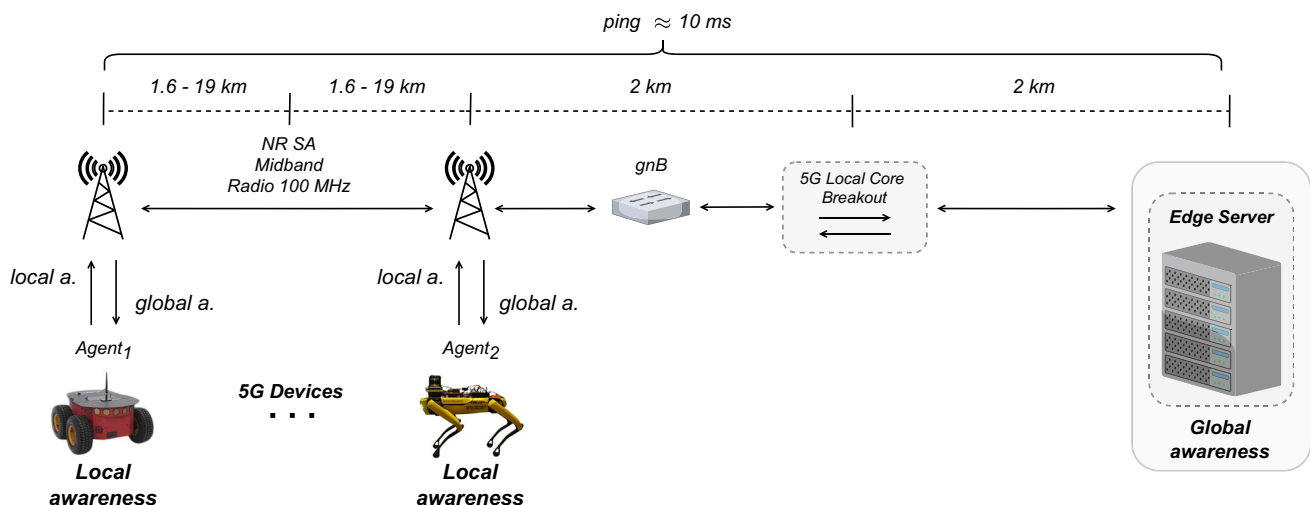 ping ≈ 10 ms
1.6 - 19 km
1.6 - 19 km
2 km
2 km
NR SA
Midband
Radio 100 MHz
gnB
5G Local Core
Breakout
Edge Server
local a.
global a.
local a.
global a.
Agent1
Agent2
5G Devices
. . .
Local
awareness
Local
awareness
Global
awareness